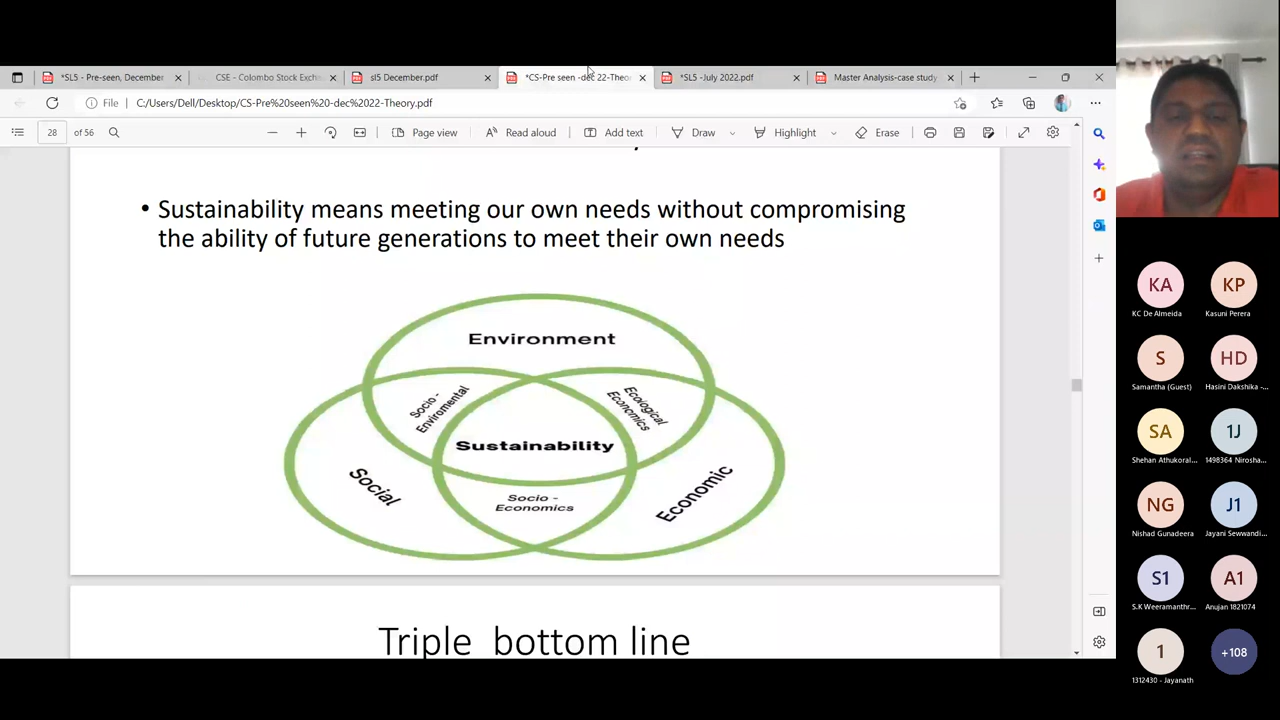 *SL5 - Pre-seen, December
CSE - Colombo Stock Exch
sl5 December.pdf
*CS-Pre seen -dec 22-Theor
*SL5 -July 2022.pdf
Master Analysis-case study
File
C:/Users/Dell/Desktop/CS-Pre%20seen%20-dec%2022-Theory.pdf
28 of 56
Page view
Read aloud
Add text
Draw
Highlight
Erase
• Sustainability means meeting our own needs without compromising
the ability of future generations to meet their own needs
Environment
Socio -
Enviromental
Ecological
Economics
Sustainability
Social
Socio -
Economics
Economic
Triple bottom line
KA
KC De Almeida
KP
Kasuni Perera
S
Samantha (Guest)
HD
Hasini Dakshika -...
SA
Shehan Athukoral...
1J
1498364 Nirosha...
NG
Nishad Gunadeera
J1
Jayani Sewwandi...
S1
S.K Weeramanthr...
A1
Anujan 1821074
1
1312430 - Jayanath
+108